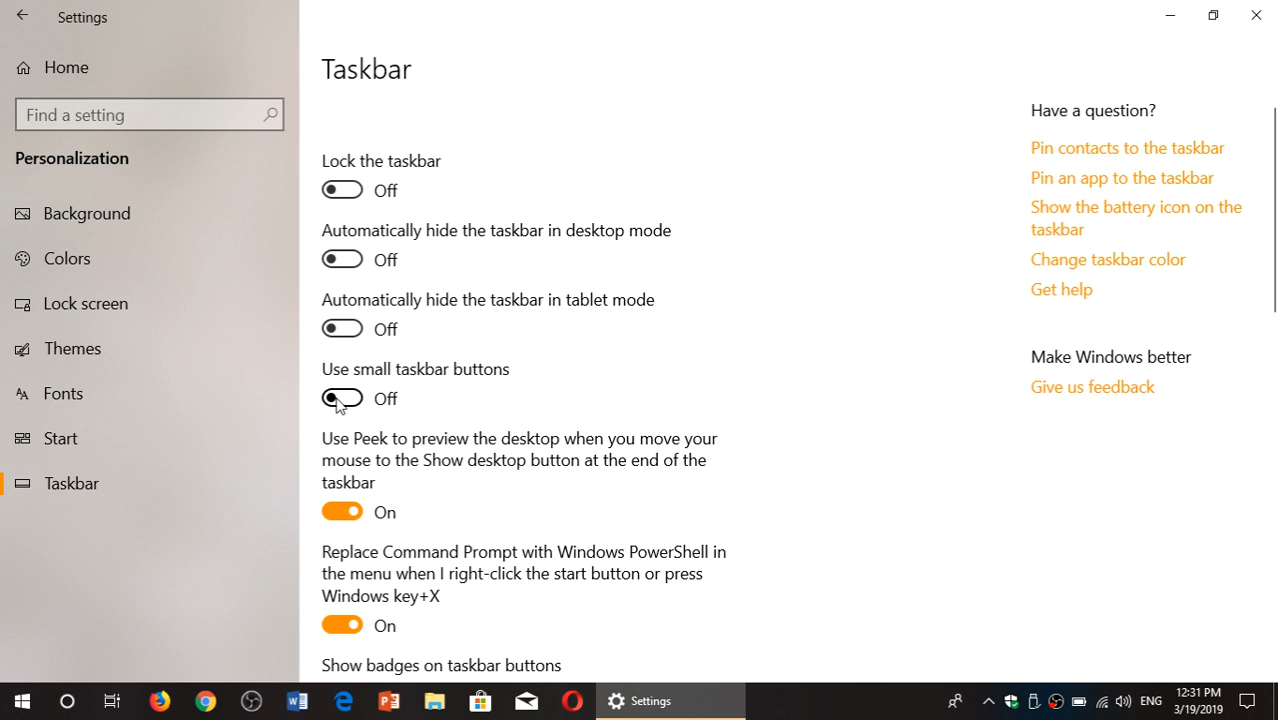 Settings
Home
Find a setting
Personalization
Background
Colors
Lock screen
Themes
Fonts
Start
Taskbar
Taskbar
Lock the taskbar
Off
Automatically hide the taskbar in desktop mode
Off
Automatically hide the taskbar in tablet mode
Off
Use small taskbar buttons
Off
Use Peek to preview the desktop when you move your
mouse to the Show desktop button at the end of the
taskbar
On
Replace Command Prompt with Windows PowerShell in
the menu when I right-click the start button or press
Windows key+X
On
Show badges on taskbar buttons
Have a question?
Pin contacts to the taskbar
Pin an app to the taskbar
Show the battery icon on the
taskbar
Change taskbar color
Get help
Make Windows better
Give us feedback
Settings
ENG
12:31 PM
3/19/2019